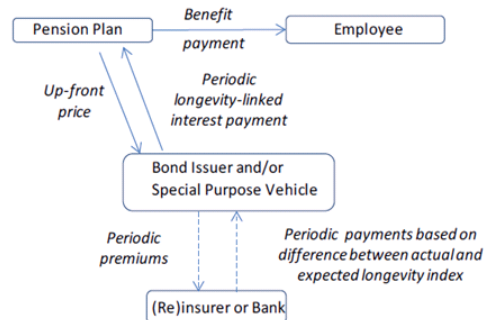 Benefit
Pension Plan
Employee
payment
Up-front
price
Periodic
longevity-linked
interest payment
Bond Issuer and/or
Special Purpose Vehicle
Periodic
premiums
Periodic payments based on
difference between actual and
expected longevity index
(Re)insurer or Bank